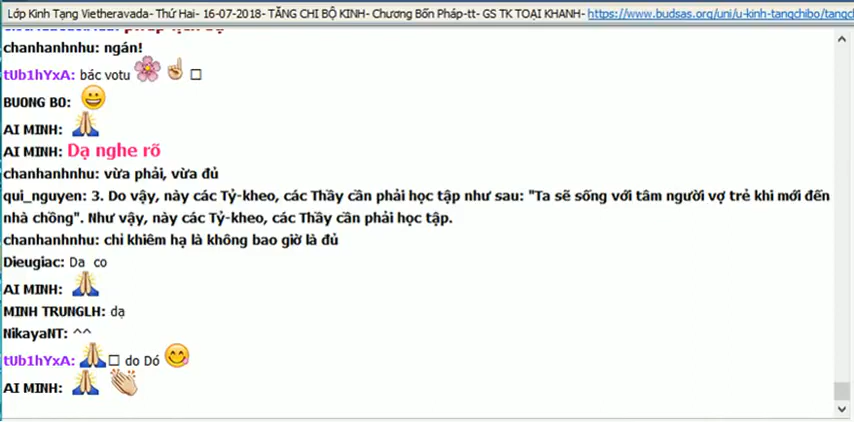 Lớp Kinh Tạng Vietheravada- Thứ Hai- 16-07-2018- TĂNG CHI BỘ KINH- Chương Bốn Pháp-tt- GS TK TOẠI KHANH- https://www.budsas.org/uni/u-kinh-tangchibo/tangc
chanhanhnhu: ngán!
tUb1hYxA: bác votu 🌸 ☝ □
BUONG BO: 😀
AI MINH: 🙏
AI MINH: Dạ nghe rõ
chanhanhnhu: vừa phải, vừa đủ
qui_nguyen: 3. Do vậy, này các Tỷ-kheo, các Thầy cần phải học tập như sau: "Ta sẽ sống với tâm người vợ trẻ khi mới đến
nhà chồng". Như vậy, này các Tỷ-kheo, các Thầy cần phải học tập.
chanhanhnhu: chỉ khiêm hạ là không bao giờ là đủ
Dieugiac: Da co
AI MINH: 🙏
MINH TRUNGLH: dạ
NikayaNT: ^^
tUb1hYxA: 🙏□ do Dó 😋
AI MINH: 🙏 👏